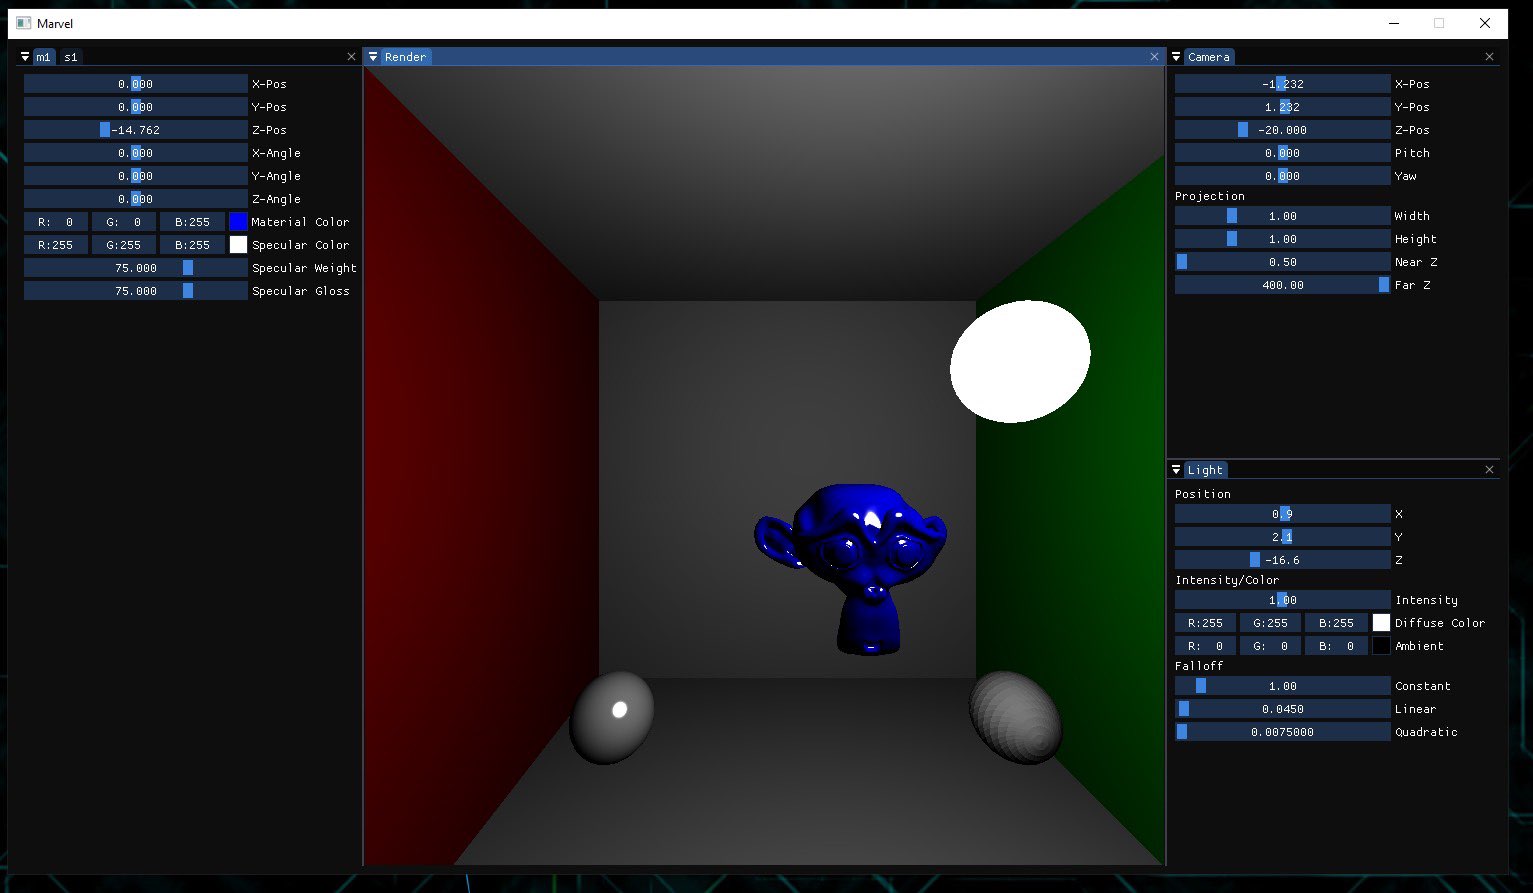 Marvel
m1 s1
0.000 X-Pos
0.000 Y-Pos
-14.762 Z-Pos
0.000 X-Angle
0.000 Y-Angle
0.000 Z-Angle
R: 0 G: 0 B:255 Material Color
R:255 G:255 B:255 Specular Color
75.000 Specular Weight
75.000 Specular Gloss
Render
Camera
-1.232 X-Pos
1.232 Y-Pos
-20.000 Z-Pos
0.000 Pitch
0.000 Yaw
Projection
1.00 Width
1.00 Height
0.50 Near Z
400.00 Far Z
Light
Position
0.9 X
2.1 Y
-16.6 Z
Intensity/Color
1.00 Intensity
R:255 G:255 B:255 Diffuse Color
R: 0 G: 0 B: 0 Ambient
Falloff
1.00 Constant
0.0450 Linear
0.0075000 Quadratic